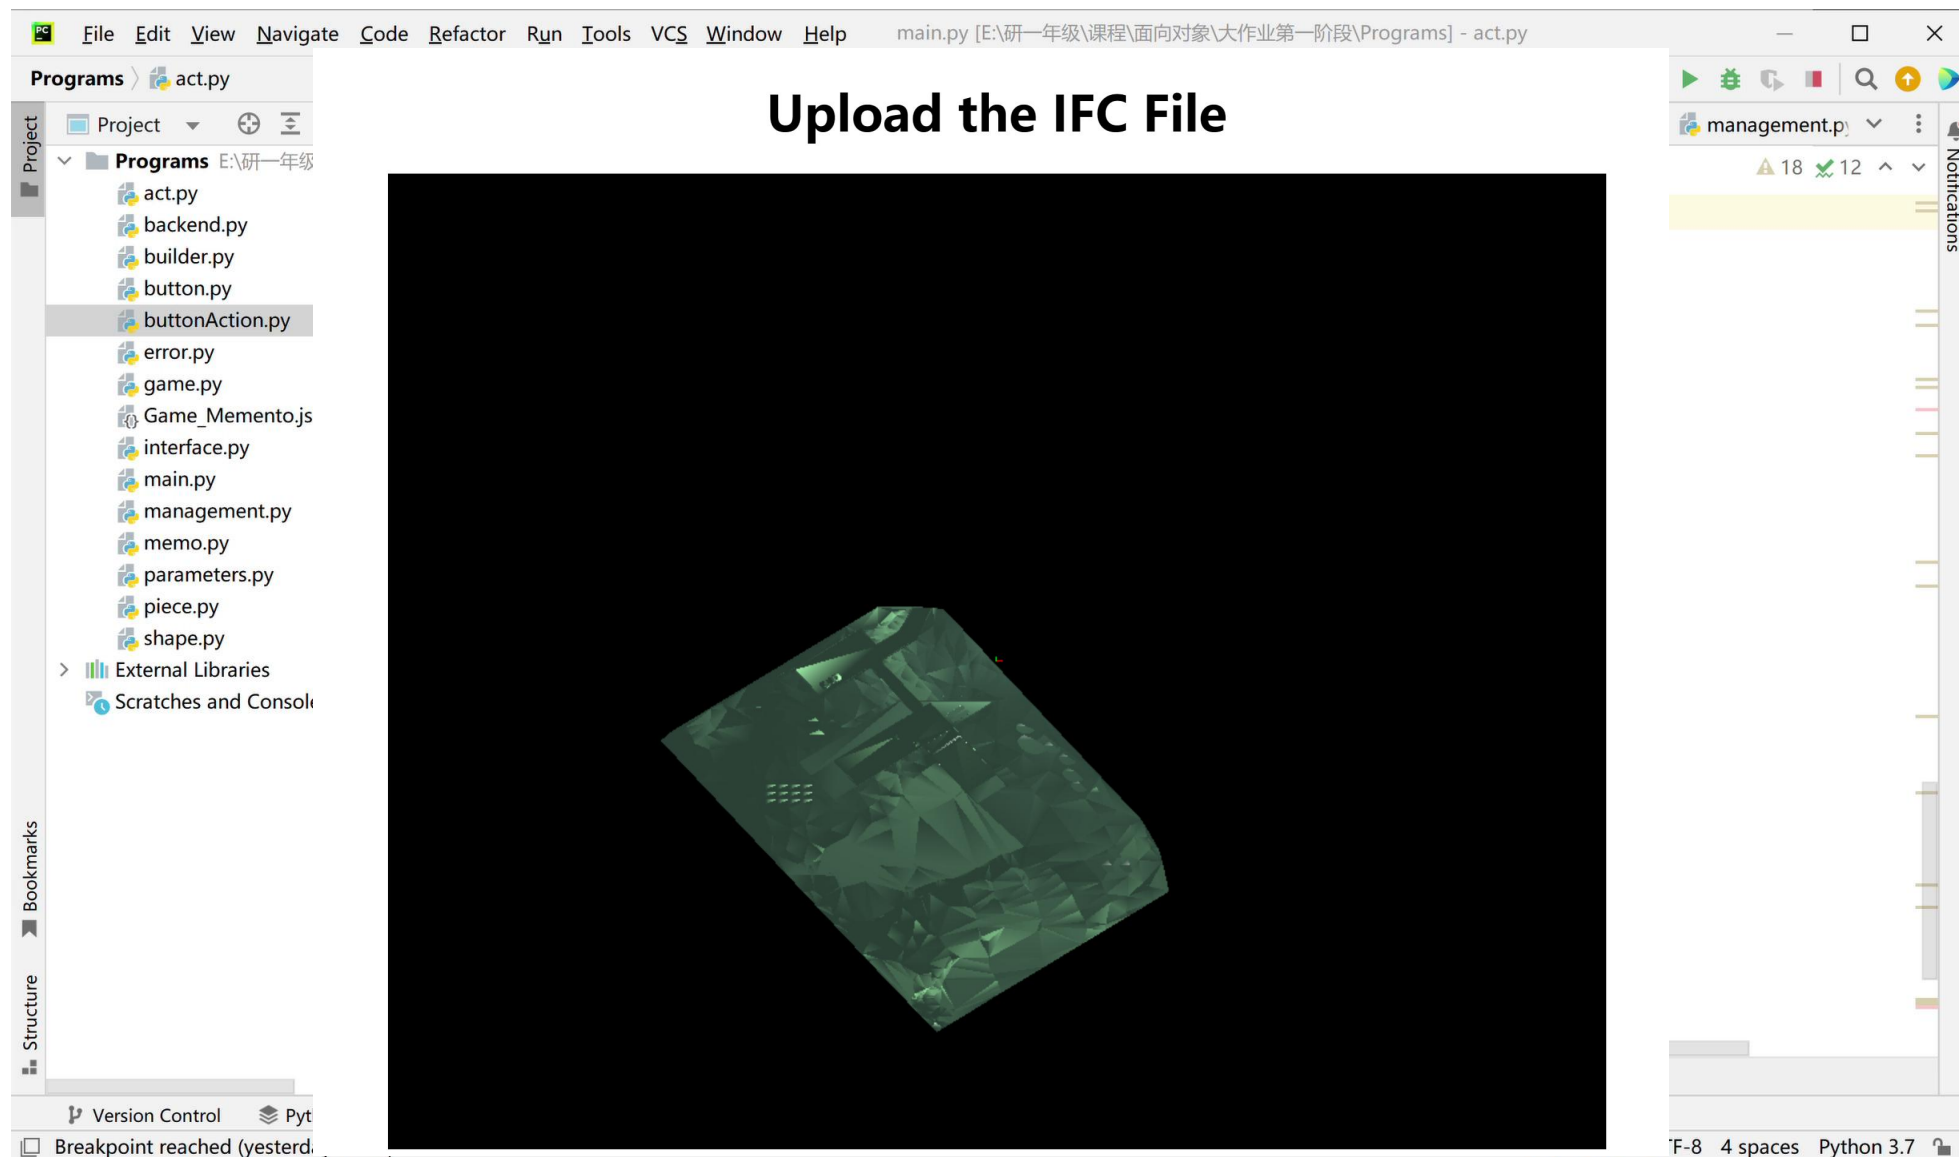 File Edit View Navigate Code Refactor Run Tools VCS Window Help main.py [E:\研一年级\课程\面向对象\大作业第一阶段\Programs] - act.py
Programs act.py
Upload the IFC File
Project
Project
management.py
Programs E:\研一年级
18 12
Notifications
act.py
backend.py
builder.py
button.py
buttonAction.py
error.py
game.py
Game_Memento.js
interface.py
main.py
management.py
memo.py
parameters.py
piece.py
shape.py
External Libraries
Scratches and Console
Bookmarks
Structure
Version Control Pyt
Breakpoint reached (yesterda
TF-8 4 spaces Python 3.7